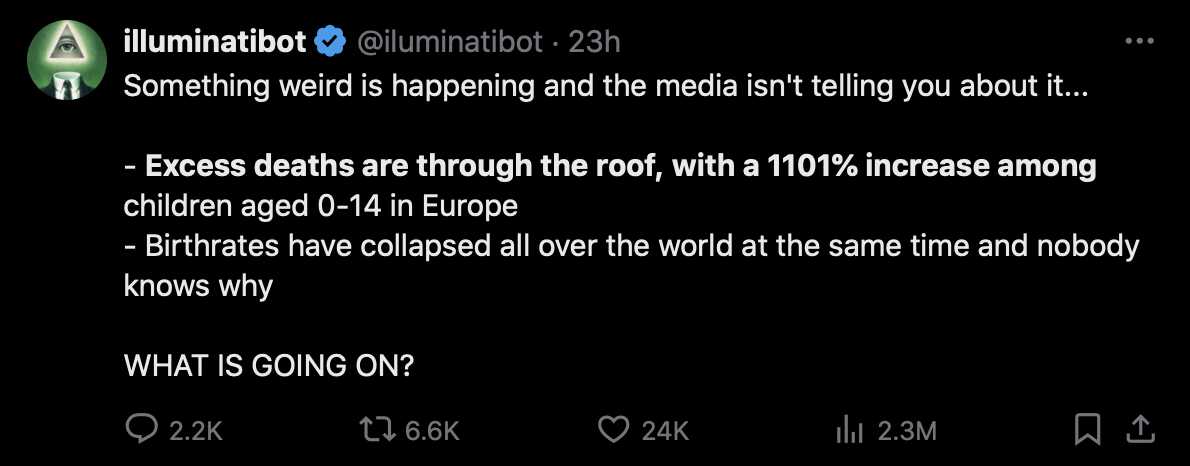 illuminatibot @iluminatibot · 23h
Something weird is happening and the media isn't telling you about it...
- Excess deaths are through the roof, with a 1101% increase among
children aged 0-14 in Europe
- Birthrates have collapsed all over the world at the same time and nobody
knows why
WHAT IS GOING ON?
2.2K 6.6K 24K 2.3M